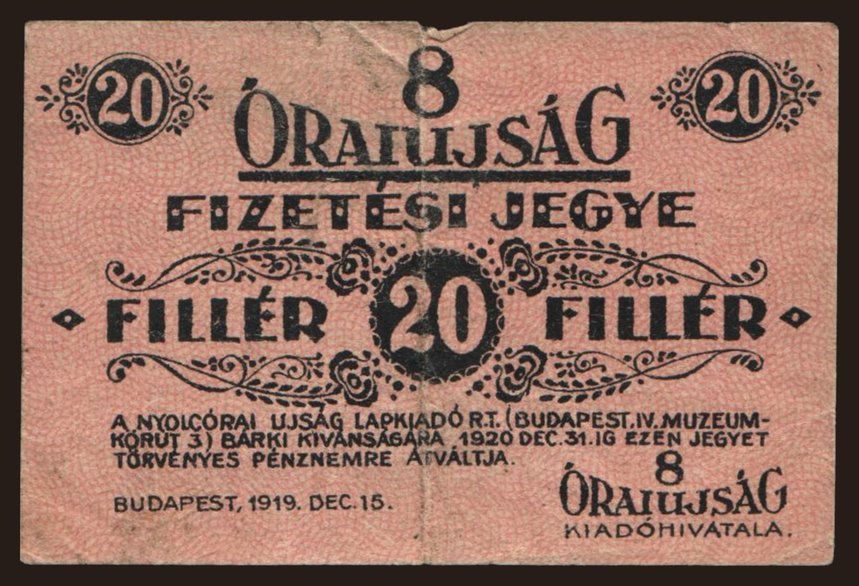 20 8 20
ÓRAIUJSÁG
FIZETÉSI JEGYE
FILLÉR 20 FILLÉR
A NYOLCÓRAI UJSÁG LAPKIADÓ R.T. (BUDAPEST, IV. MUZEUM-
KÖRUT 3.) BÁRKI KIVÁNSÁGÁRA 1920 DEC. 31. IG EZEN JEGYET
TÖRVÉNYES PÉNZNEMRE ÁTVÁLTJA.
BUDAPEST, 1919. DEC. 15.
8
ÓRAIUJSÁG
KIADÓHIVATALA.